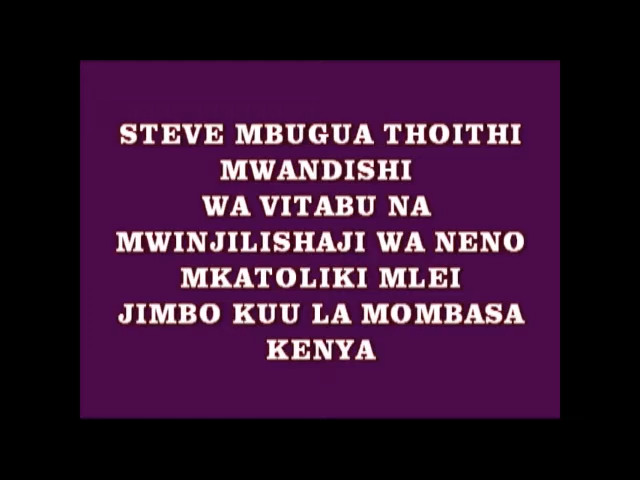 STEVE MBUGUA THOITHI
MWANDISHI
WA VITABU NA
MWINJILISHAJI WA NENO
MKATOLIKI MLEI
JIMBO KUU LA MOMBASA
KENYA